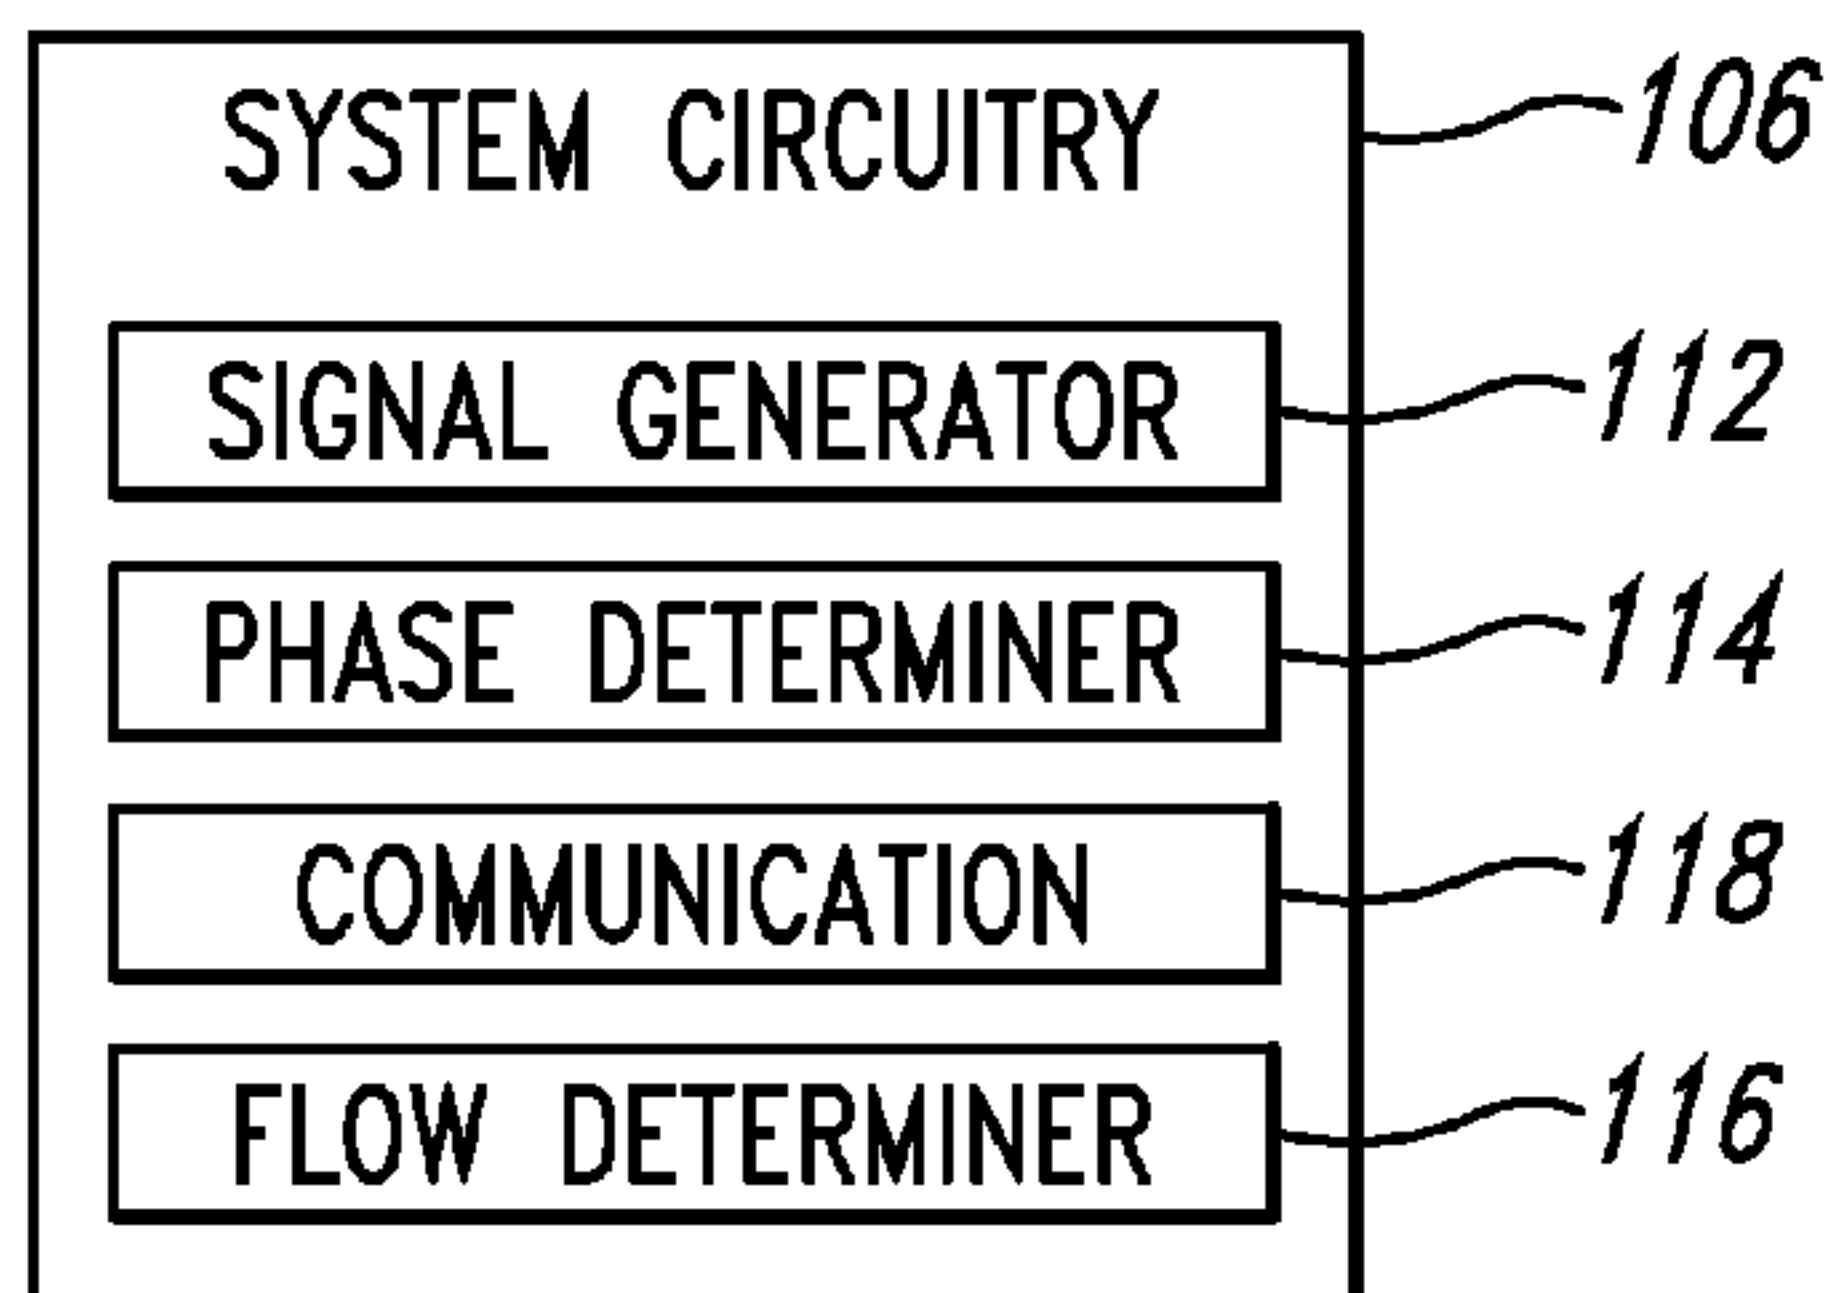 SYSTEM CIRCUITRY 106
SIGNAL GENERATOR 112
PHASE DETERMINER 114
COMMUNICATION 118
FLOW DETERMINER 116